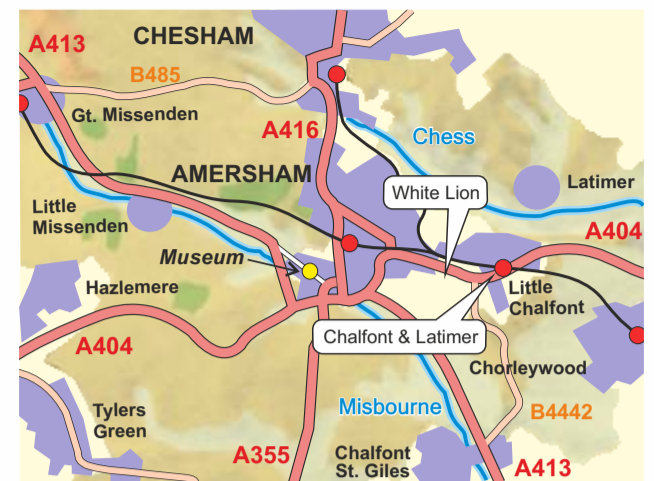 CHESHAM
A413
B485
Gt. Missenden
A416
Chess
AMERSHAM
White Lion
Latimer
Little
Missenden
A404
Museum
Hazlemere
Little
Chalfont
Chalfont & Latimer
A404
Chorleywood
Misbourne
B4442
Tylers
Green
A355
Chalfont
St. Giles
A413